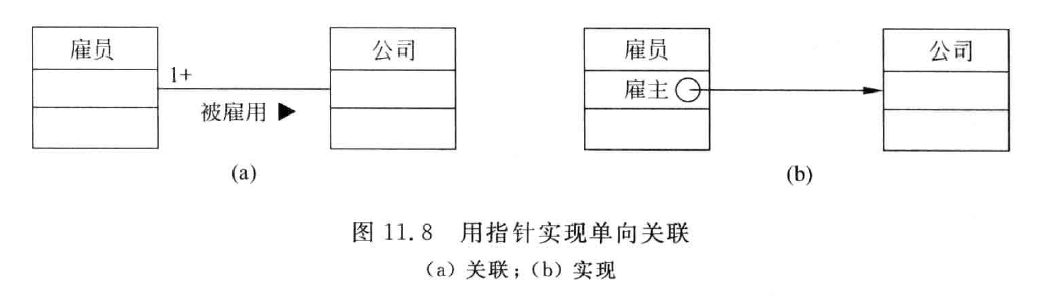 雇员 公司 雇员 公司
1+ 雇主
被雇用 ▶
(a) (b)
图 11.8 用指针实现单向关联
(a) 关联；(b) 实现